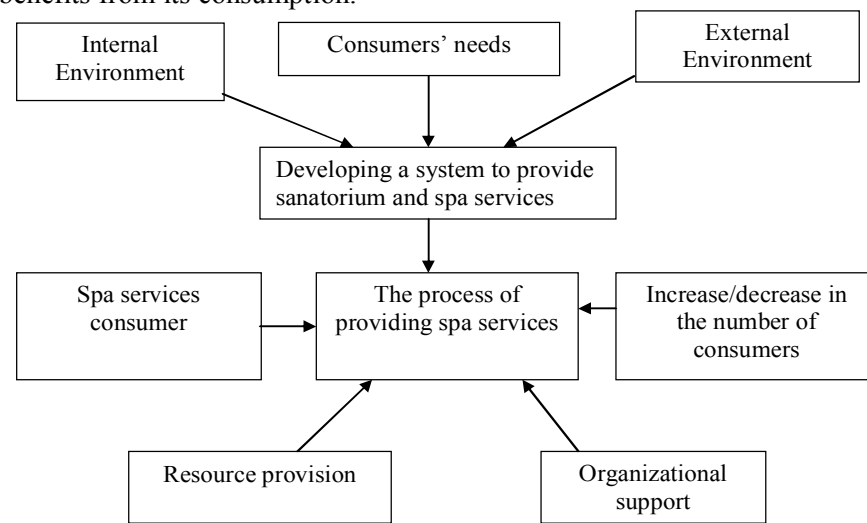 benefits from its consumption.
Internal
Environment
Consumers’ needs
External
Environment
Developing a system to provide
sanatorium and spa services
Spa services
consumer
The process of
providing spa services
Increase/decrease in
the number of
consumers
Resource provision
Organizational
support